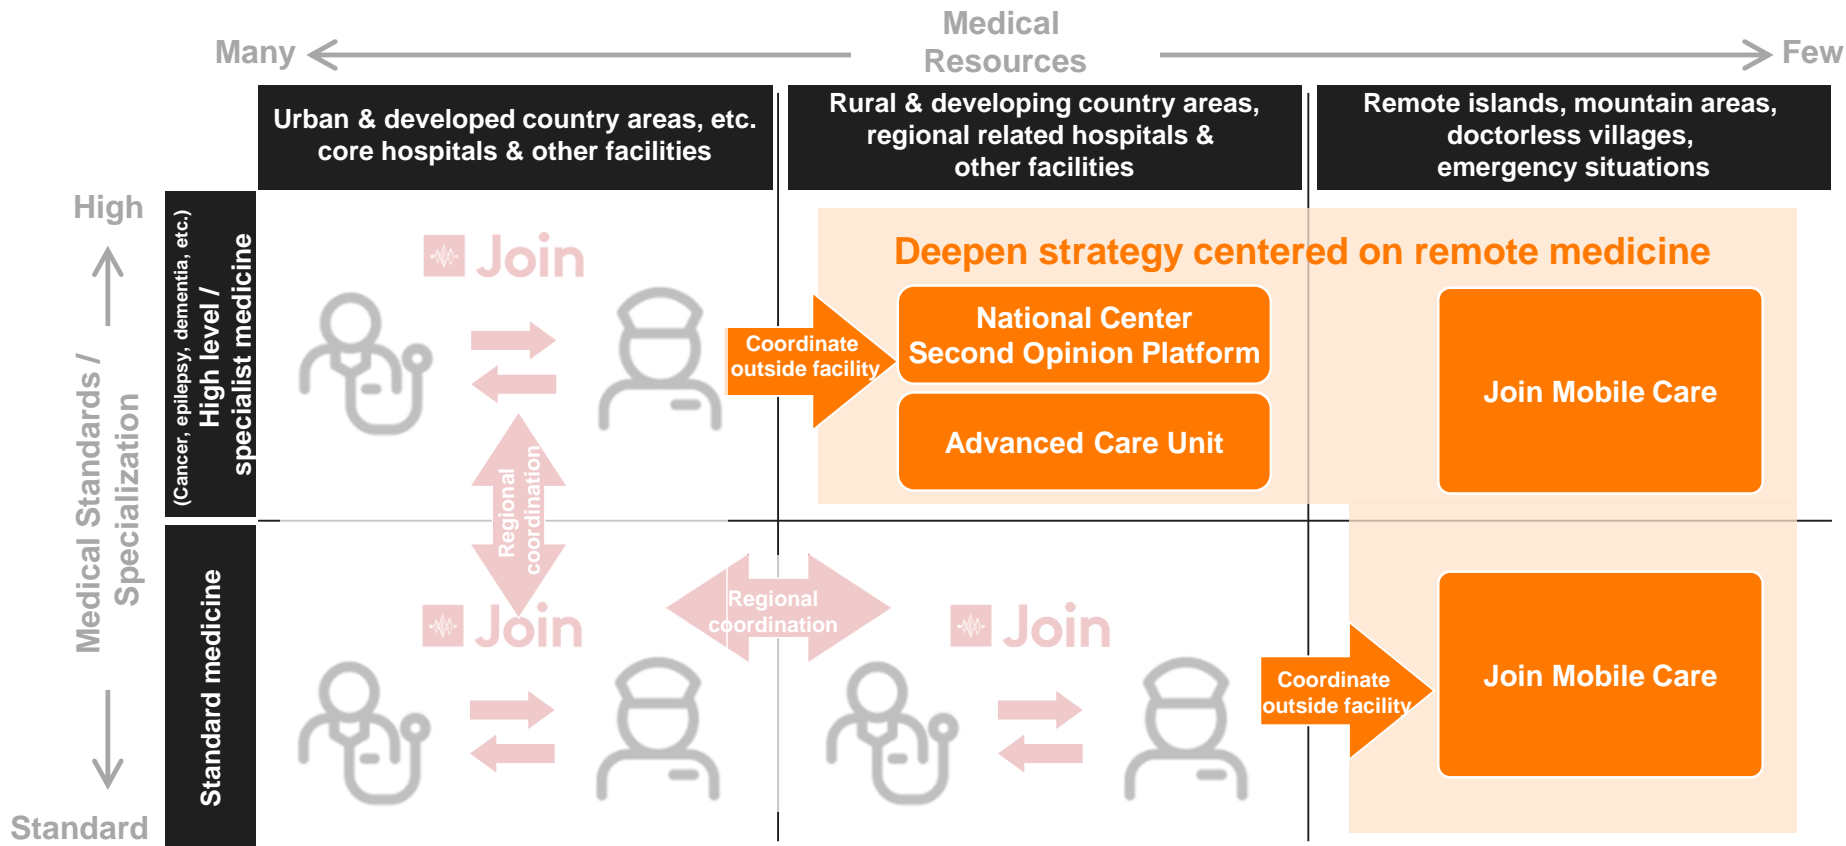 Medical
Resources
Many
Few
Urban & developed country areas, etc.
core hospitals & other facilities
Rural & developing country areas,
regional related hospitals &
other facilities
Remote islands, mountain areas,
doctorless villages,
emergency situations
High
Medical Standards /
Specialization
Standard
(Cancer, epilepsy, dementia, etc.)
High level /
specialist medicine
Join
Coordinate
outside facility
Deepen strategy centered on remote medicine
National Center
Second Opinion Platform
Advanced Care Unit
Join Mobile Care
Regional
coordination
Standard medicine
Join
Regional
coordination
Join
Coordinate
outside facility
Join Mobile Care